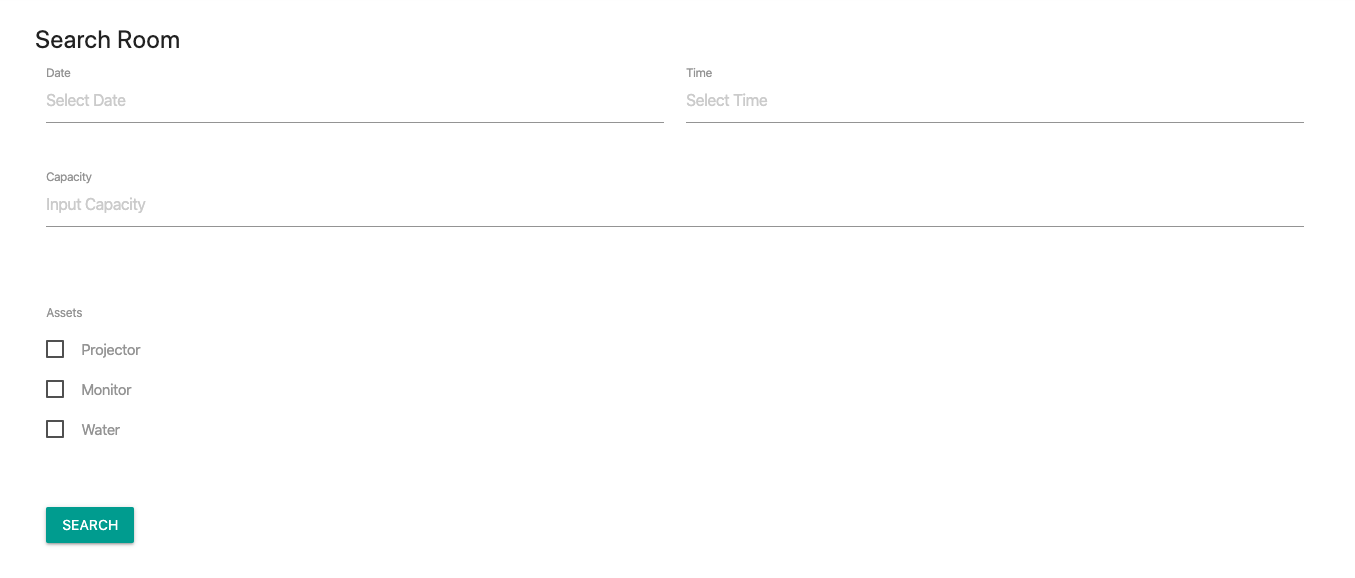 Search Room
Date
Time
Select Date
Select Time
Capacity
Input Capacity
Assets
Projector
Monitor
Water
SEARCH